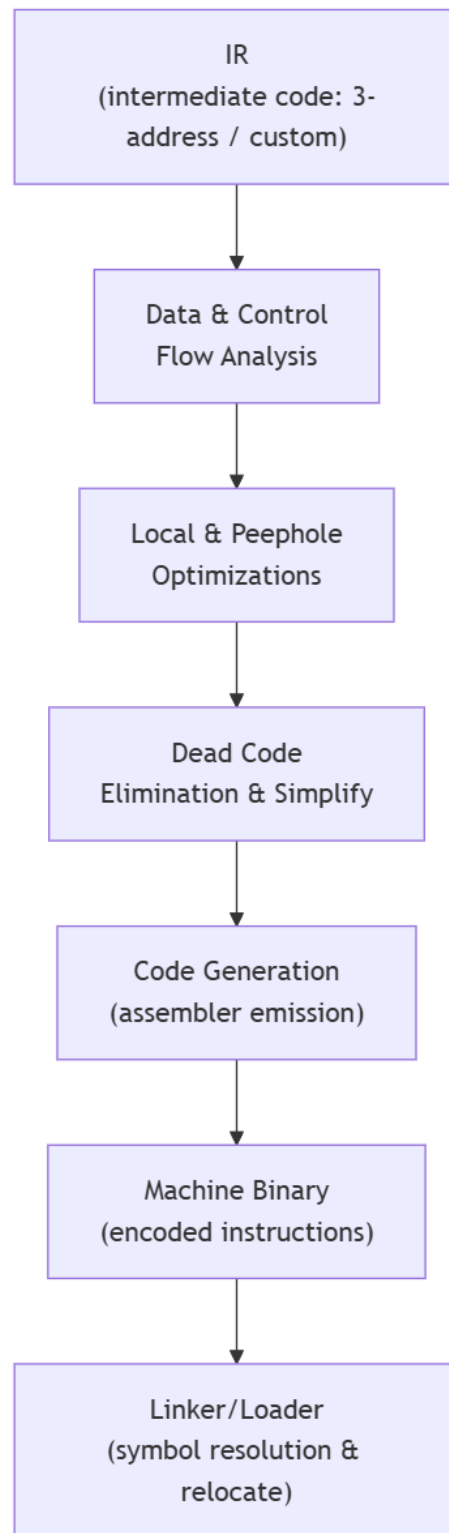 IR
(intermediate code: 3-
address / custom)
Data & Control
Flow Analysis
Local & Peephole
Optimizations
Dead Code
Elimination & Simplify
Code Generation
(assembler emission)
Machine Binary
(encoded instructions)
Linker/Loader
(symbol resolution &
relocate)